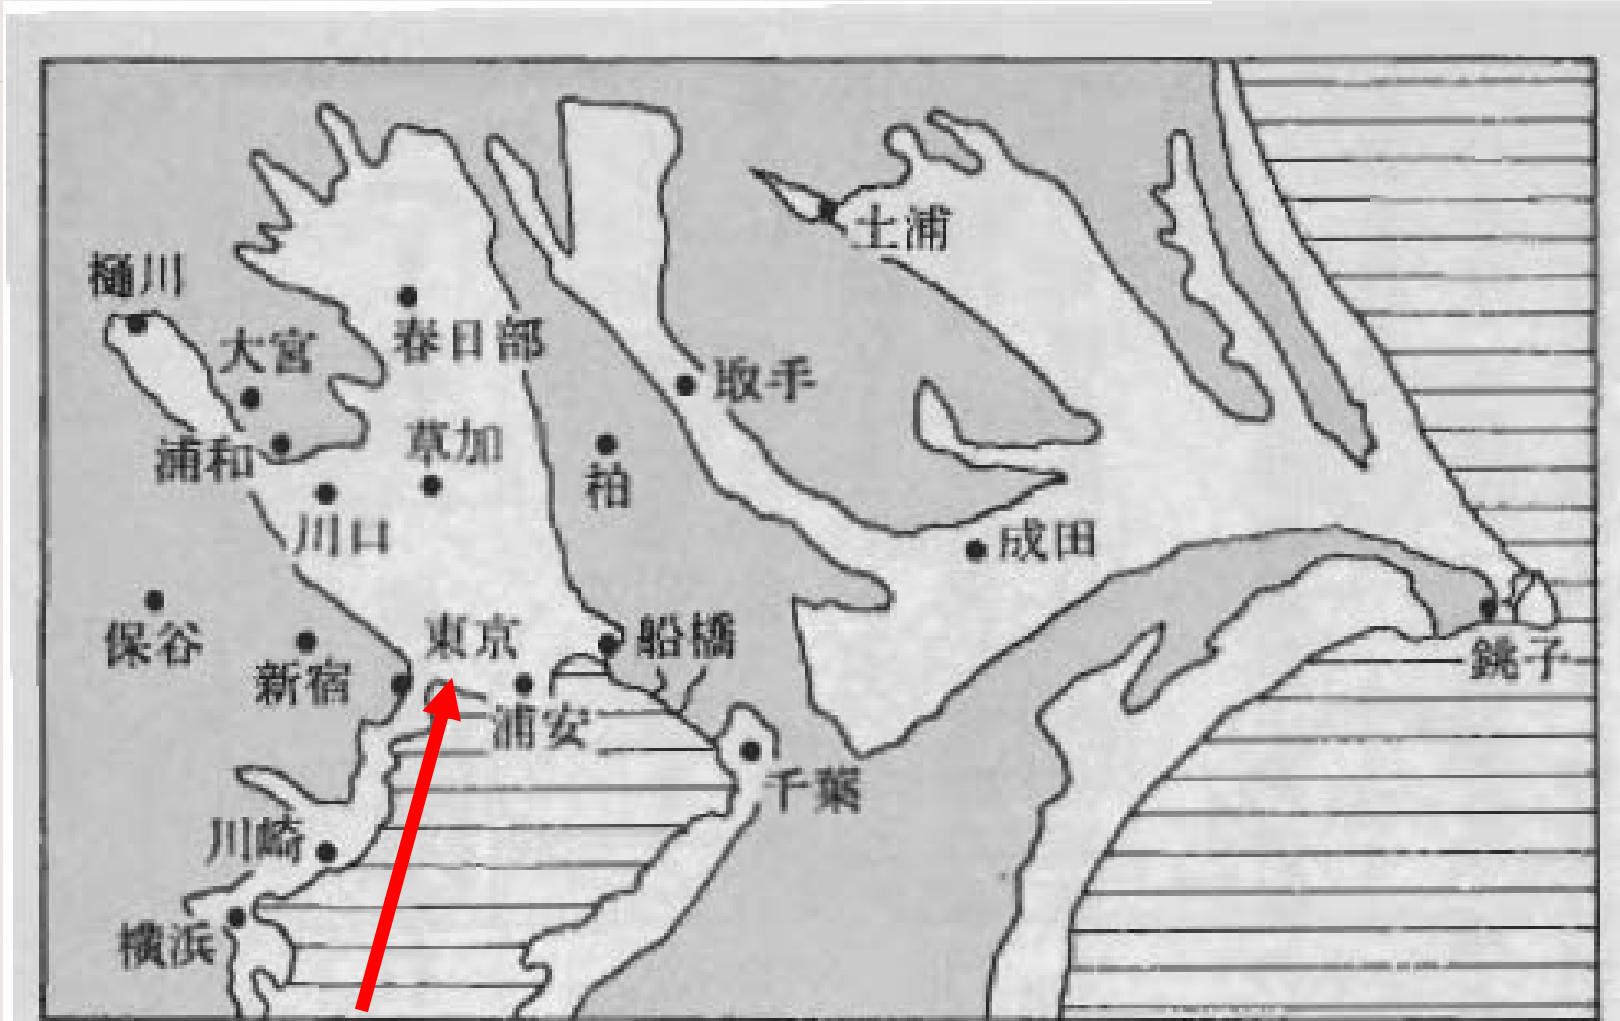 土浦
樋川
大宮
春日部
取手
草加
浦和
柏
川口
成田
保谷
東京
船橋
新宿
銚子
浦安
千葉
川崎
横浜